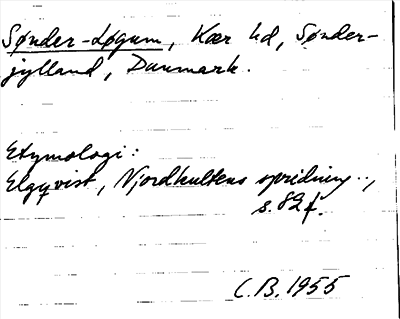 Sønder-Løgum, Kær hd, Sønder-
jylland, Danmark.
Etymologi:
Elgqvist, Njordkultens spridning..,
s. 82 f.
C.B. 1955